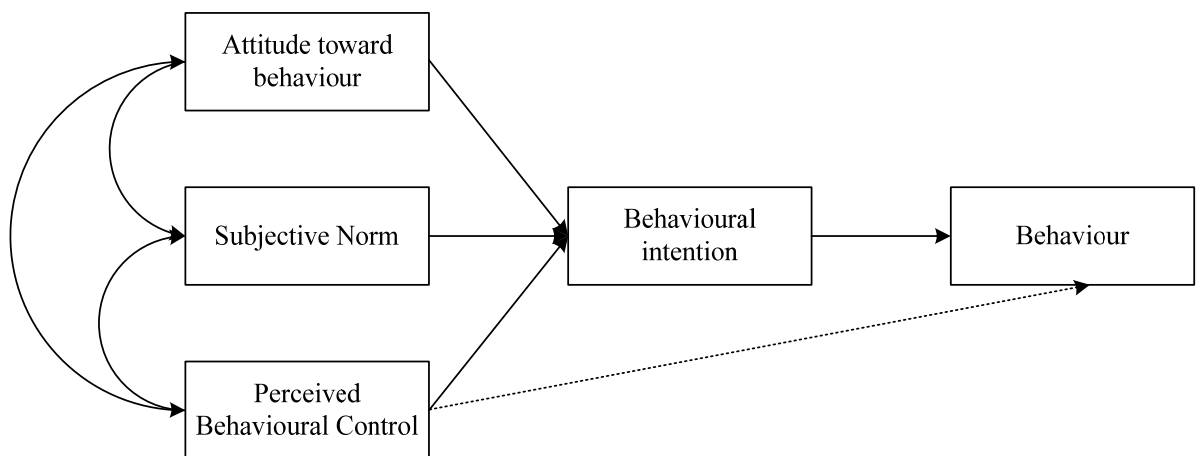 Attitude toward
behaviour
Subjective Norm
Behavioural
intention
Behaviour
Perceived
Behavioural Control